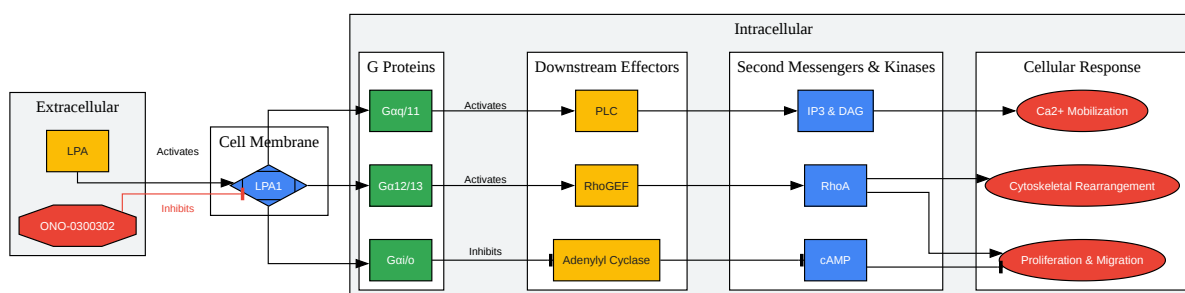 Intracellular
G Proteins
Downstream Effectors
Second Messengers & Kinases
Cellular Response
Extracellular
Cell Membrane
Gαq/11
Activates
PLC
IP3 & DAG
Ca2+ Mobilization
LPA
Activates
LPA1
Gα12/13
Activates
RhoGEF
RhoA
Cytoskeletal Rearrangement
ONO-0300302
Inhibits
Gαi/o
Inhibits
Adenylyl Cyclase
cAMP
Proliferation & Migration